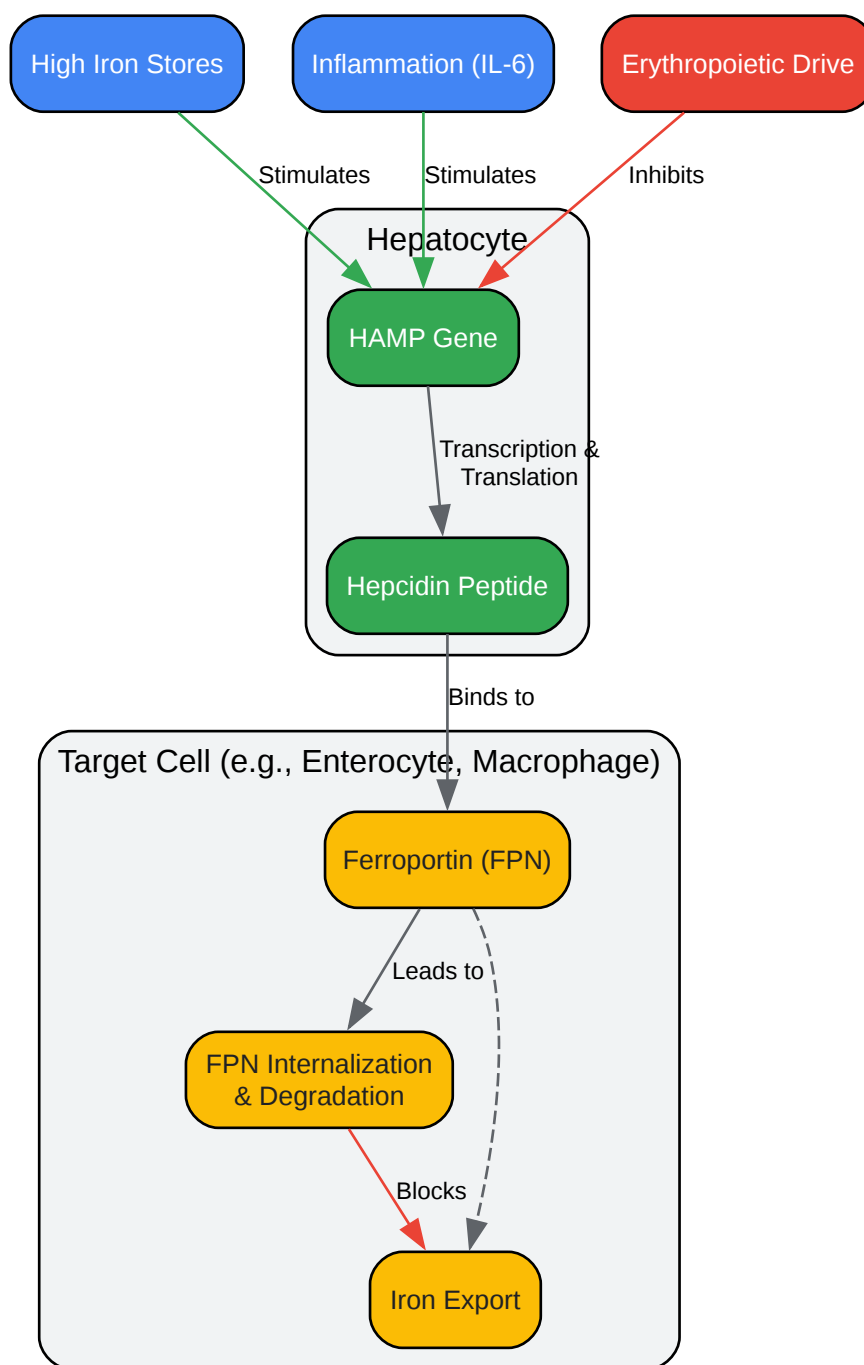 High Iron Stores
Inflammation (IL-6)
Erythropoietic Drive
Stimulates
Stimulates
Inhibits
Hepatocyte
HAMP Gene
Transcription &
Translation
Hepcidin Peptide
Binds to
Target Cell (e.g., Enterocyte, Macrophage)
Ferroportin (FPN)
Leads to
FPN Internalization
& Degradation
Blocks
Iron Export